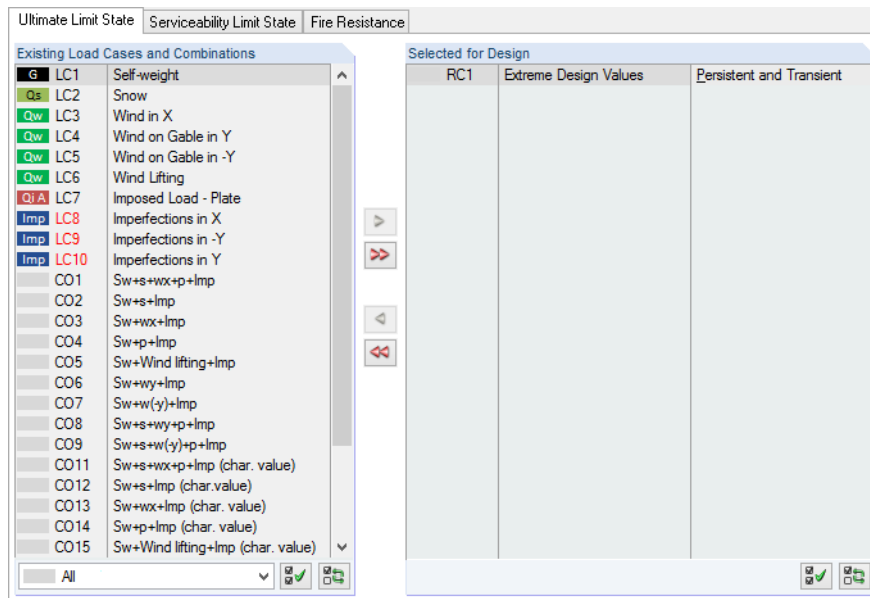 Ultimate Limit State Serviceability Limit State Fire Resistance
Existing Load Cases and Combinations Selected for Design
G LC1 Self-weight RC1 Extreme Design Values Persistent and Transient
Qs LC2 Snow
Qw LC3 Wind in X
Qw LC4 Wind on Gable in Y
Qw LC5 Wind on Gable in -Y
Qw LC6 Wind Lifting
Qi A LC7 Imposed Load - Plate
Imp LC8 Imperfections in X
Imp LC9 Imperfections in -Y
Imp LC10 Imperfections in Y
CO1 Sw+s+wx+p+Imp
CO2 Sw+s+Imp
CO3 Sw+wx+Imp
CO4 Sw+p+Imp
CO5 Sw+Wind lifting+Imp
CO6 Sw+wy+Imp
CO7 Sw+w(-y)+Imp
CO8 Sw+s+wy+p+Imp
CO9 Sw+s+w(-y)+p+Imp
CO11 Sw+s+wx+p+Imp (char. value)
CO12 Sw+s+Imp (char.value)
CO13 Sw+wx+Imp (char. value)
CO14 Sw+p+Imp (char. value)
CO15 Sw+Wind lifting+Imp (char. value)
All